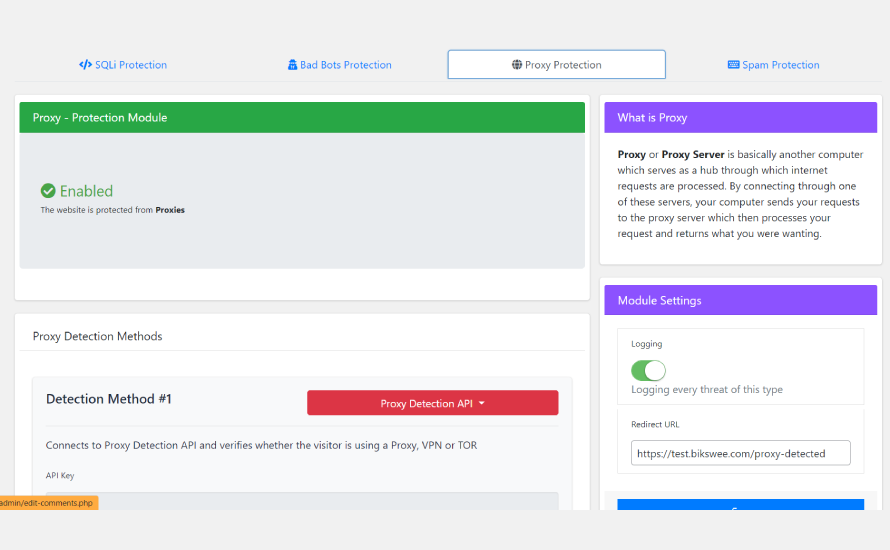 SQLi Protection
Bad Bots Protection
Proxy Protection
Spam Protection
Proxy - Protection Module
Enabled
The website is protected from Proxies
What is Proxy
Proxy or Proxy Server is basically another computer
which serves as a hub through which internet
requests are processed. By connecting through one
of these servers, your computer sends your requests
to the proxy server which then processes your
request and returns what you were wanting.
Proxy Detection Methods
Detection Method #1
Proxy Detection API
Connects to Proxy Detection API and verifies whether the visitor is using a Proxy, VPN or TOR
API Key
Module Settings
Logging
Logging every threat of this type
Redirect URL
https://test.bikswee.com/proxy-detected
admin/edit-comments.php